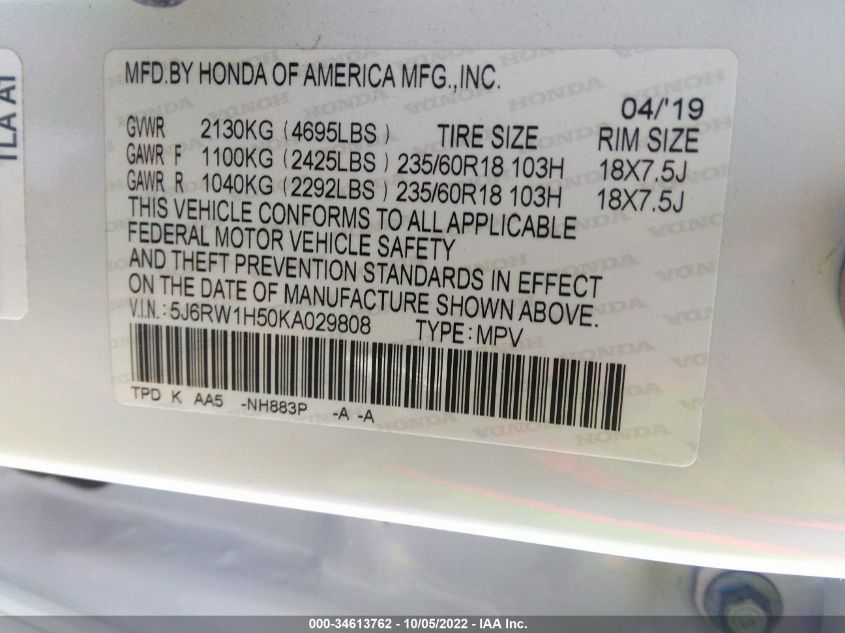 TLA A1
MFD.BY HONDA OF AMERICA MFG.,INC.
04/'19
GVWR 2130KG (4695LBS) TIRE SIZE RIM SIZE
GAWR F 1100KG (2425LBS) 235/60R18 103H 18X7.5J
GAWR R 1040KG (2292LBS) 235/60R18 103H 18X7.5J
THIS VEHICLE CONFORMS TO ALL APPLICABLE
FEDERAL MOTOR VEHICLE SAFETY
AND THEFT PREVENTION STANDARDS IN EFFECT
ON THE DATE OF MANUFACTURE SHOWN ABOVE.
V.I.N.: 5J6RW1H50KA029808 TYPE: MPV
TPD K AA5 -NH883P -A -A
000-34613762 - 10/05/2022 - IAA Inc.